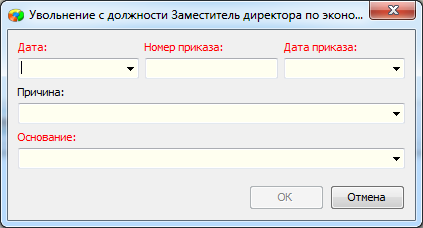 Увольнение с должности Заместитель директора по эконо...
Дата: Номер приказа: Дата приказа:
Причина:
Основание:
OK Отмена